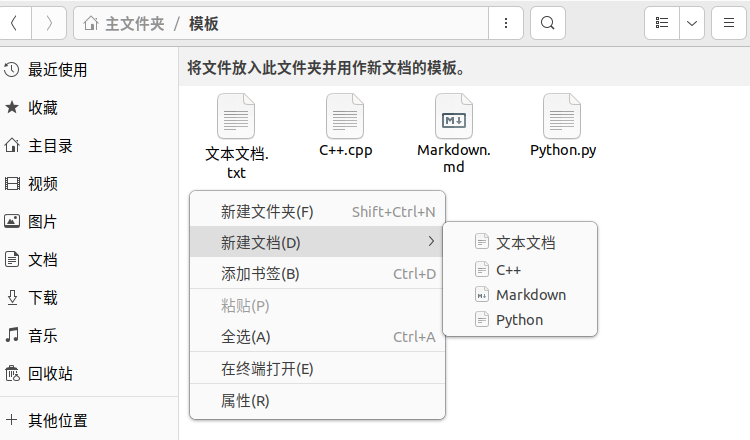 主文件夹 / 模板
最近使用
收藏
主目录
视频
图片
文档
下载
音乐
回收站
其他位置
将文件放入此文件夹并用作新文档的模板。
文本文档.
txt
C++.cpp
Markdown.
md
Python.py
新建文件夹(F) Shift+Ctrl+N
新建文档(D)
添加书签(B) Ctrl+D
粘贴(P)
全选(A) Ctrl+A
在终端打开(E)
属性(R)
文本文档
C++
Markdown
Python